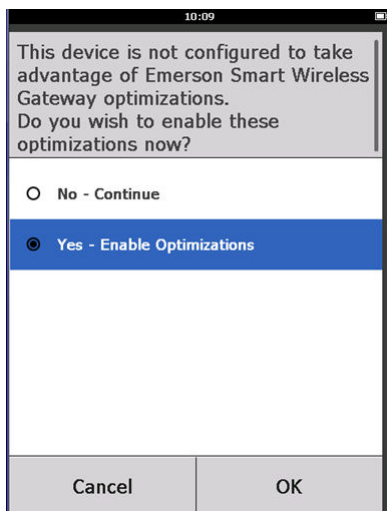 10:09
This device is not configured to take
advantage of Emerson Smart Wireless
Gateway optimizations.
Do you wish to enable these
optimizations now?
No - Continue
Yes - Enable Optimizations
Cancel
OK